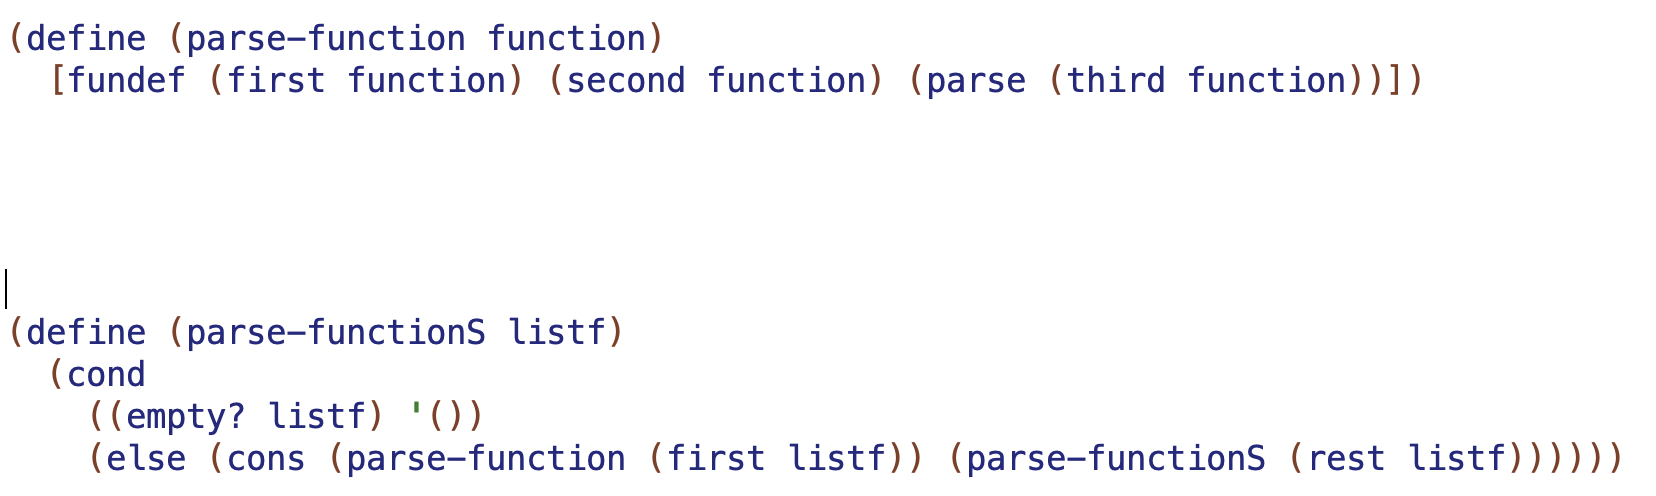 (define (parse-function function)
  [fundef (first function) (second function) (parse (third function))])
(define (parse-functionS listf)
  (cond
    ((empty? listf) '())
    (else (cons (parse-function (first listf)) (parse-functionS (rest listf))))))